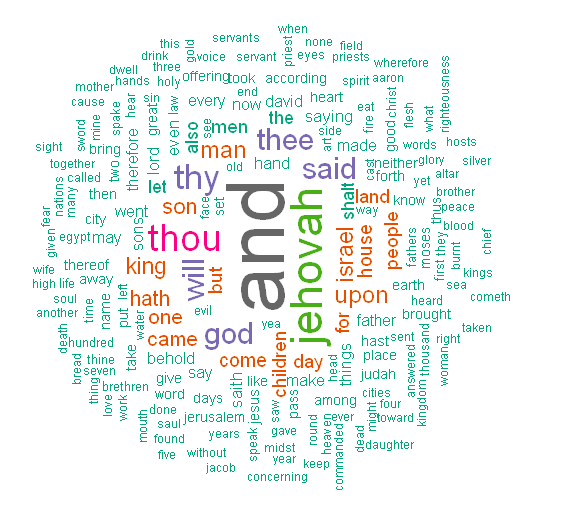 when
this
servants
none
field
gold
voice
servant
priest
eyes
priests
wherefore
drink
three
dwell
hands
holy
offering
took
according
spirit
aaron
righteousness
mother
sin
end
heart
eat
christ
what
cause
hear
every
now
david
fire
good
flesh
sword
mine
spake
great
law
the
saying
side
words
hosts
sight
therefore
even
also
see
men
thee
art
made
neither
glory
silver
together
bring
two
lord
man
old
hand
said
cast
forth
altar
called
then
let
thy
face
set
shalt
land
way
know
yet
brother
nations
many
went
son
and
jehovah
people
thus
peace
fear
city
sons
thou
israel
house
moses
they
blood
given
egypt
may
but
fathers
first
burnt
chief
wife
thereof
king
will
earth
sea
kings
high
life
away
hath
evil
upon
heard
cometh
soul
name
put
left
water
one
god
yea
for
father
brought
another
time
came
hast
sent
taken
death
hundred
take
behold
come
children
day
things
place
answered
thousand
right
bread
thine
seven
give
say
saith
like
make
head
judah
woman
thing
love
brethren
work
word
days
jesus
saw
pass
among
cities
might
four
kingdom
mouth
done
saul
jerusalem
speak
gave
round
ever
toward
found
years
midst
heaven
commanded
dead
daughter
five
without
year
keep
jacob
concerning